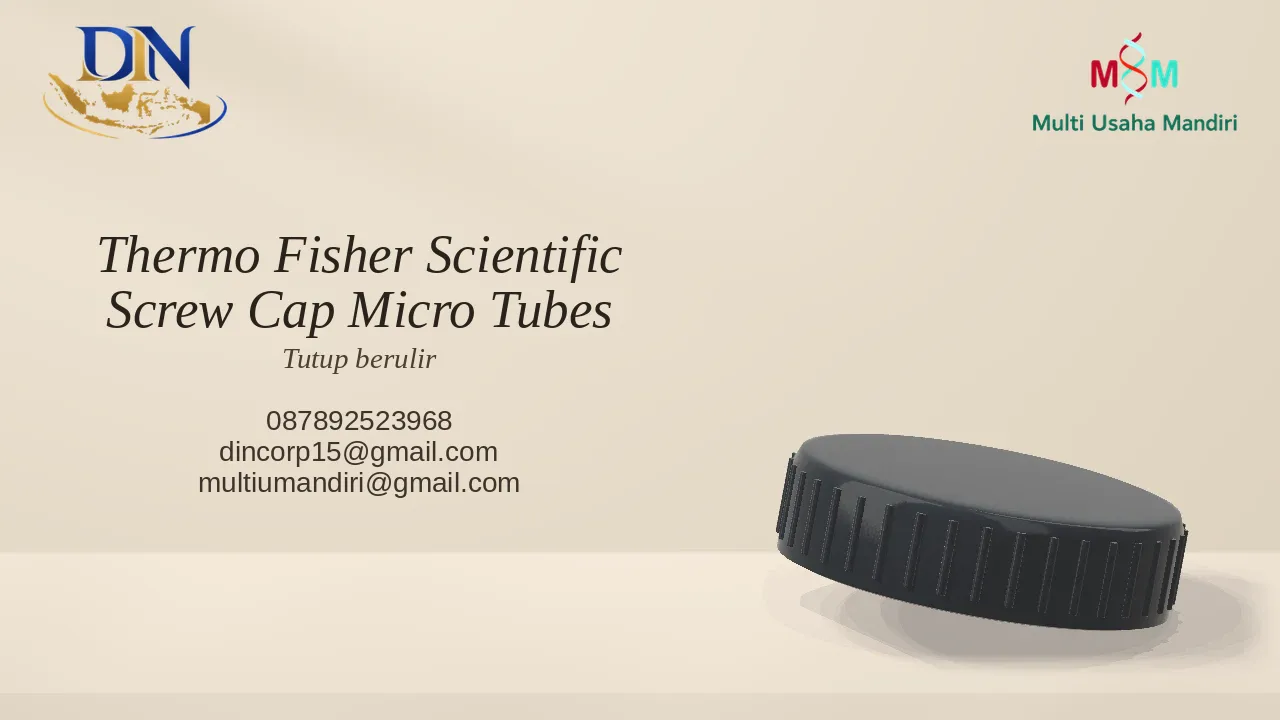 DIN
MSM
Multi Usaha Mandiri
Thermo Fisher Scientific
Screw Cap Micro Tubes
Tutup berulir
087892523968
dincorp15@gmail.com
multiumandiri@gmail.com